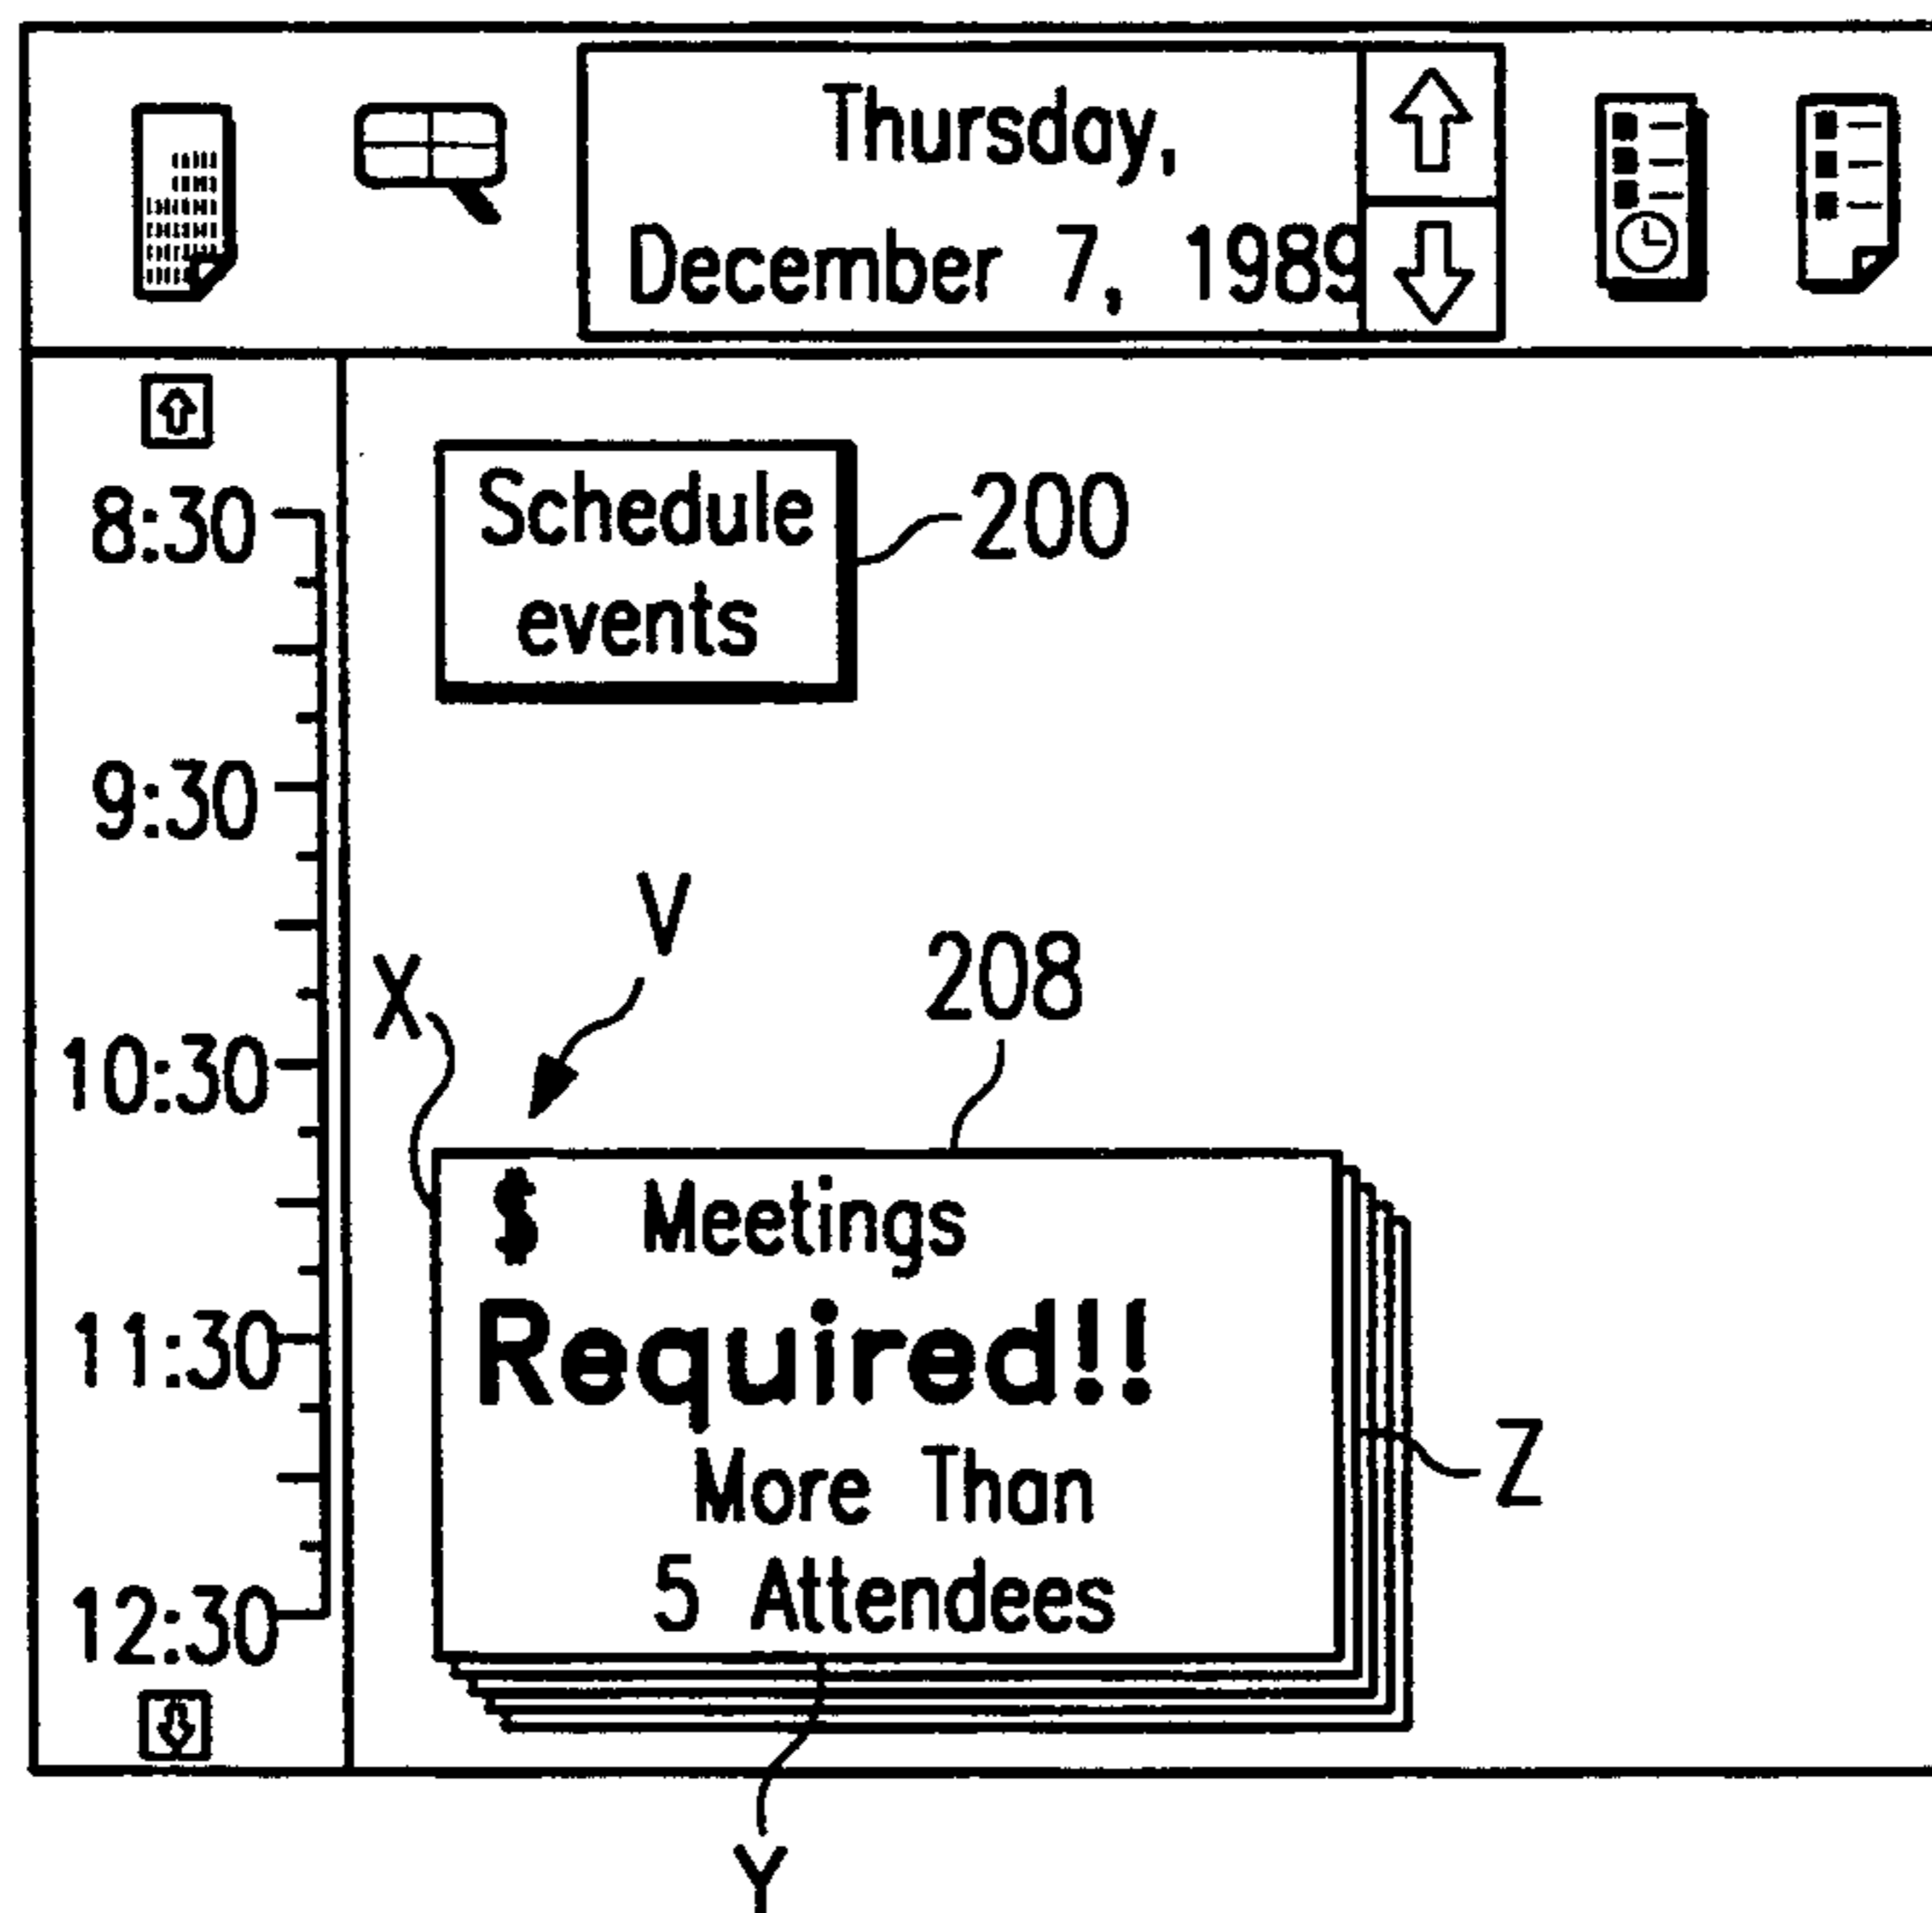 Thursday,
December 7, 1989
8:30
9:30
10:30
11:30
12:30
Schedule
events
200
V
X
208
$ Meetings
Required!!
More Than
5 Attendees
Z
Y